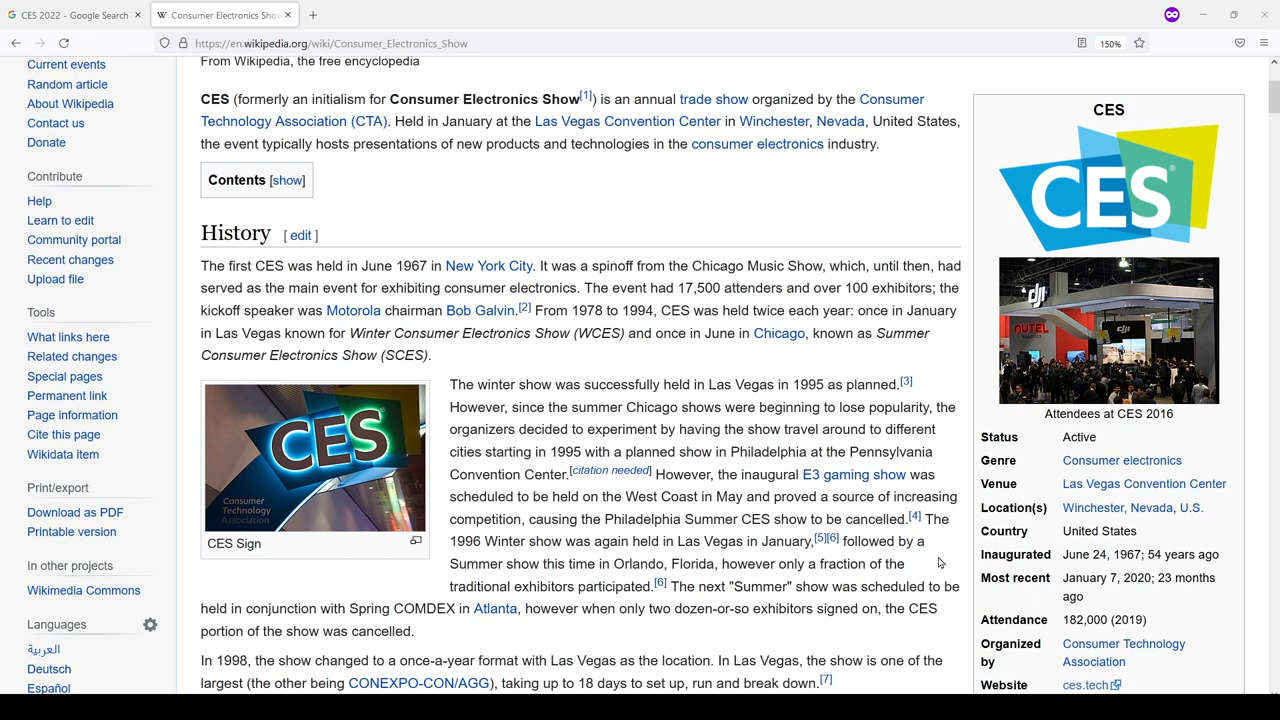 CES 2022 - Google Search
Consumer Electronics Show
https://en.wikipedia.org/wiki/Consumer_Electronics_Show
150%
Current events
Random article
About Wikipedia
Contact us
Donate
Contribute
Help
Learn to edit
Community portal
Recent changes
Upload file
Tools
What links here
Related changes
Special pages
Permanent link
Page information
Cite this page
Wikidata item
Print/export
Download as PDF
Printable version
In other projects
Wikimedia Commons
Languages
العربية
Deutsch
Español
From Wikipedia, the free encyclopedia
CES (formerly an initialism for Consumer Electronics Show[1]) is an annual trade show organized by the Consumer
Technology Association (CTA). Held in January at the Las Vegas Convention Center in Winchester, Nevada, United States,
the event typically hosts presentations of new products and technologies in the consumer electronics industry.
Contents [show]
History [ edit ]
The first CES was held in June 1967 in New York City. It was a spinoff from the Chicago Music Show, which, until then, had
served as the main event for exhibiting consumer electronics. The event had 17,500 attenders and over 100 exhibitors; the
kickoff speaker was Motorola chairman Bob Galvin.[2] From 1978 to 1994, CES was held twice each year: once in January
in Las Vegas known for Winter Consumer Electronics Show (WCES) and once in June in Chicago, known as Summer
Consumer Electronics Show (SCES).
CES
Consumer
Technology
Association
CES Sign
The winter show was successfully held in Las Vegas in 1995 as planned.[3]
However, since the summer Chicago shows were beginning to lose popularity, the
organizers decided to experiment by having the show travel around to different
cities starting in 1995 with a planned show in Philadelphia at the Pennsylvania
Convention Center.[citation needed] However, the inaugural E3 gaming show was
scheduled to be held on the West Coast in May and proved a source of increasing
competition, causing the Philadelphia Summer CES show to be cancelled.[4] The
1996 Winter show was again held in Las Vegas in January,[5][6] followed by a
Summer show this time in Orlando, Florida, however only a fraction of the
traditional exhibitors participated.[6] The next "Summer" show was scheduled to be
held in conjunction with Spring COMDEX in Atlanta, however when only two dozen-or-so exhibitors signed on, the CES
portion of the show was cancelled.
In 1998, the show changed to a once-a-year format with Las Vegas as the location. In Las Vegas, the show is one of the
largest (the other being CONEXPO-CON/AGG), taking up to 18 days to set up, run and break down.[7]
CES
CES®
dji
dji
Attendees at CES 2016
Status Active
Genre Consumer electronics
Venue Las Vegas Convention Center
Location(s) Winchester, Nevada, U.S.
Country United States
Inaugurated June 24, 1967; 54 years ago
Most recent January 7, 2020; 23 months
ago
Attendance 182,000 (2019)
Organized Consumer Technology
by Association
Website ces.tech